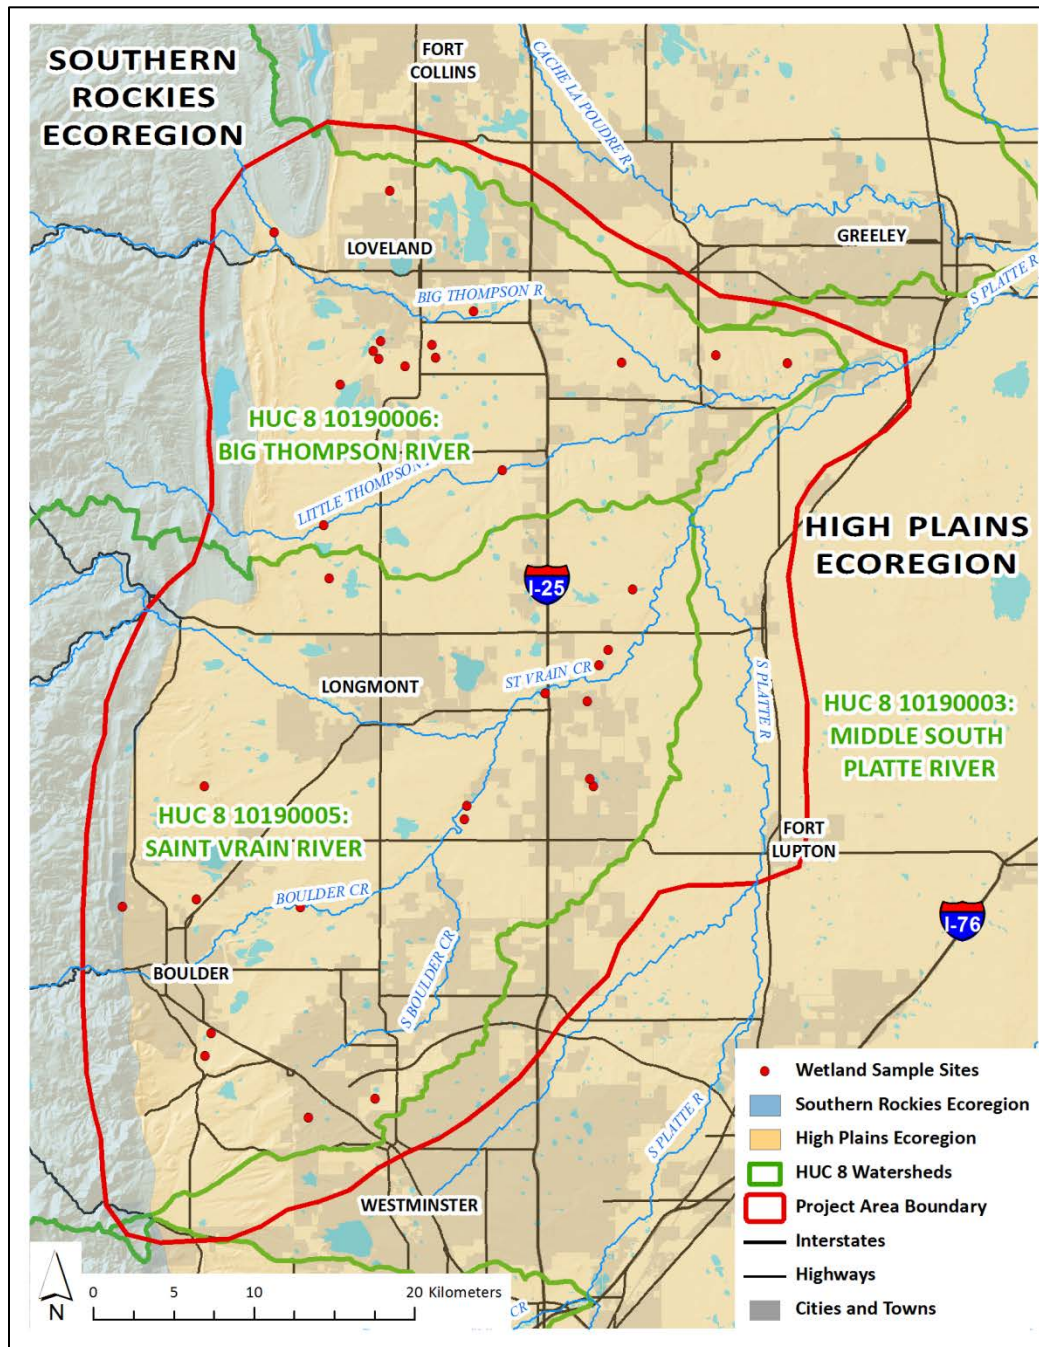 SOUTHERN
ROCKIES
ECOREGION
FORT
COLLINS
CACHE LA POUDRE R
GREELEY
LOVELAND
S PLATTE R
BIG THOMPSON R
HUC 8 10190006:
BIG THOMPSON RIVER
LITTLE THOMPSON
HIGH PLAINS
ECOREGION
I-25
ST VRAIN CR
LONGMONT
S PLATTE R
HUC 8 10190003:
MIDDLE SOUTH
PLATTE RIVER
HUC 8 10190005:
SAINT VRAIN RIVER
FORT
LUPTON
BOULDER CR
I-76
BOULDER
S BOULDER CR
S PLATTE R
WESTMINSTER
Wetland Sample Sites
Southern Rockies Ecoregion
High Plains Ecoregion
HUC 8 Watersheds
Project Area Boundary
Interstates
Highways
Cities and Towns
N
0 5 10 20 Kilometers
CR